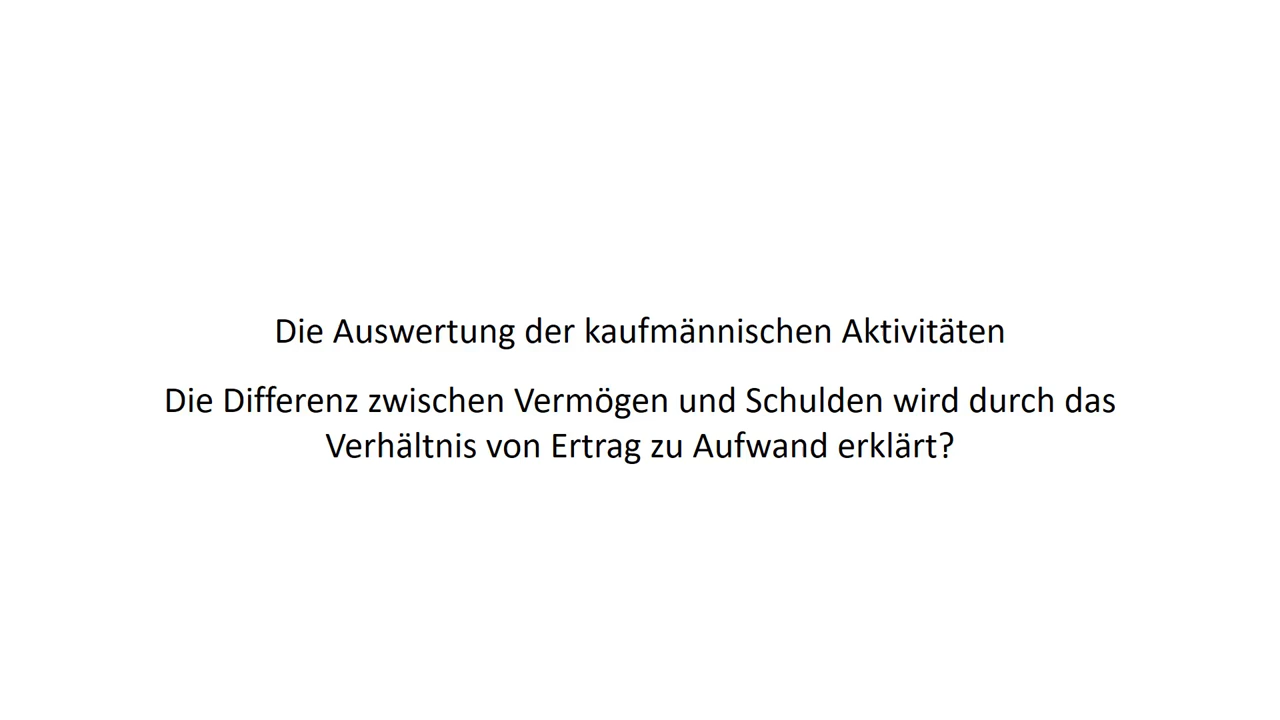 Die Auswertung der kaufmännischen Aktivitäten
Die Differenz zwischen Vermögen und Schulden wird durch das
Verhältnis von Ertrag zu Aufwand erklärt?